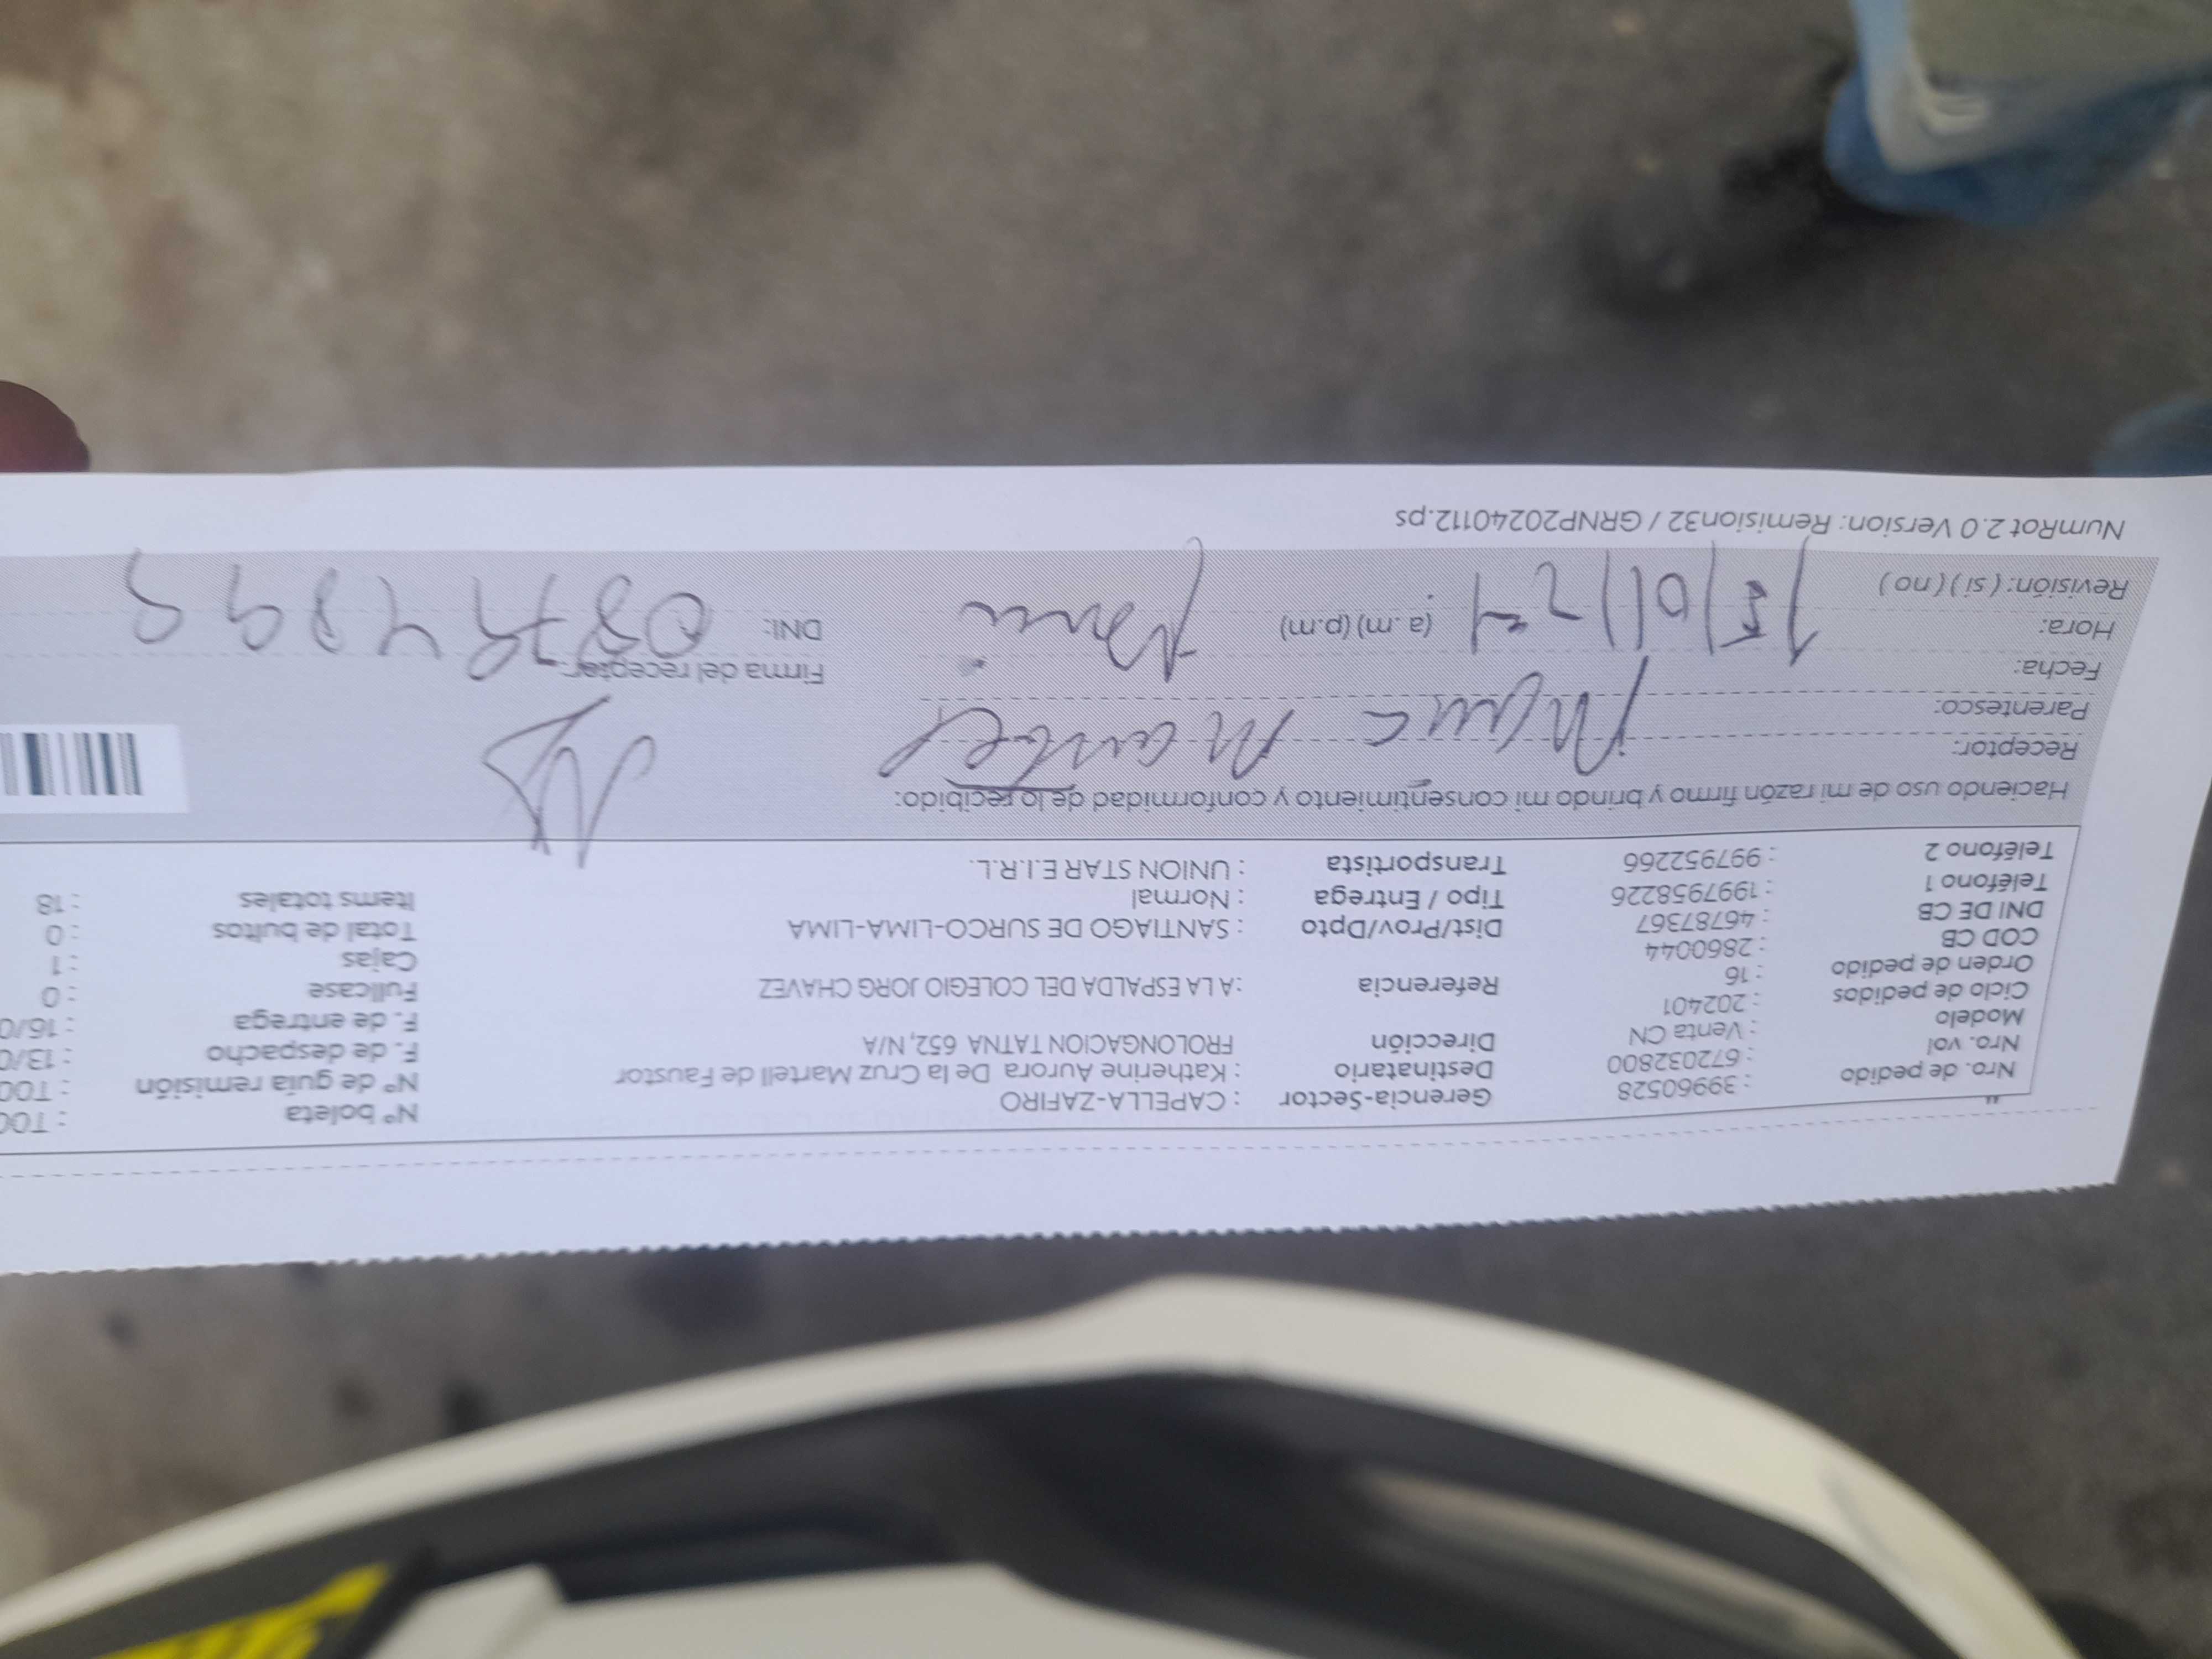 Nro. de pedido : 39960528 Gerencia-Sector : CAPELLA-ZAFIRO Nº boleta : T00
Nro. vol : 672032800 Destinatario : Katherine Aurora De la Cruz Martell de Faustor Nº de guía remisión : T00
Modelo : Venta CN Dirección FROLONGACION TATNA 652, N/A F. de despacho : 13/0
Ciclo de pedidos : 202401 F. de entrega : 16/0
Orden de pedido : 16 Referencia : A LA ESPALDA DEL COLEGIO JORG CHAVEZ Fullcase : 0
COD CB : 2860044 Cajas : 1
DNI DE CB : 46787367 Dist/Prov/Dpto : SANTIAGO DE SURCO-LIMA-LIMA Total de bultos : 0
Teléfono 1 : 1997958226 Tipo / Entrega : Normal Items totales : 18
Teléfono 2 : 997952266 Transportista : UNION STAR E.I.R.L.
Haciendo uso de mi razón firmo y brindo mi consentimiento y conformidad de lo recibido:
Receptor:
Parentesco:
Fecha: Firma del receptor:
Hora: 15/01/24 (a. m) (p.m) DNI:
Revisión: ( si ) ( no )
NumRot 2.0 Version: Remision32 / GRNP20240112.ps